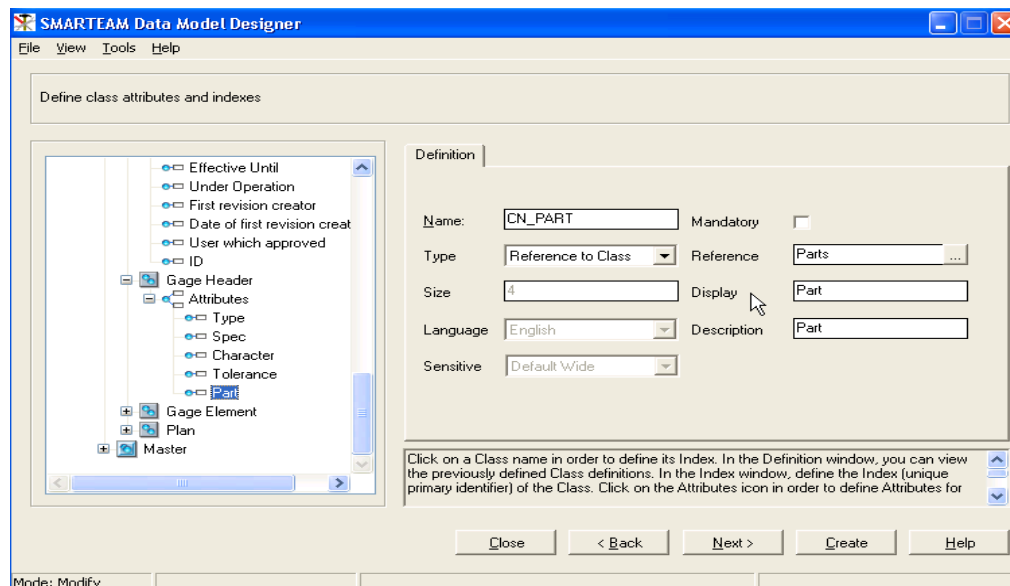 SMARTEAM Data Model Designer
File View Tools Help
Define class attributes and indexes
Effective Until
Under Operation
First revision creator
Date of first revision creat
User which approved
ID
Gage Header
Attributes
Type
Spec
Character
Tolerance
Part
Gage Element
Plan
Master
Definition
Name: CN_PART Mandatory
Type Reference to Class Reference Parts ...
Size 4 Display Part
Language English Description Part
Sensitive Default Wide
Click on a Class name in order to define its Index. In the Definition window, you can view
the previously defined Class definitions. In the Index window, define the Index (unique
primary identifier) of the Class. Click on the Attributes icon in order to define Attributes for
Close < Back Next > Create Help
Mode: Modify